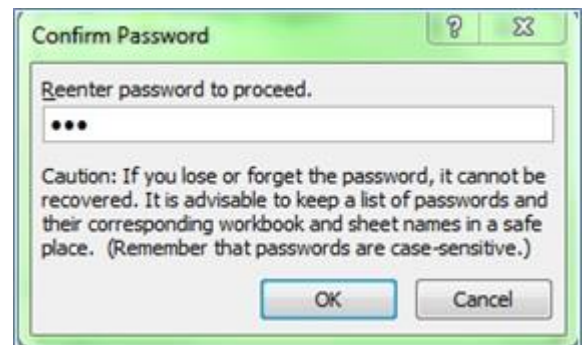 Confirm Password
Reenter password to proceed.
•••
Caution: If you lose or forget the password, it cannot be
recovered. It is advisable to keep a list of passwords and
their corresponding workbook and sheet names in a safe
place.  (Remember that passwords are case-sensitive.)
OK
Cancel